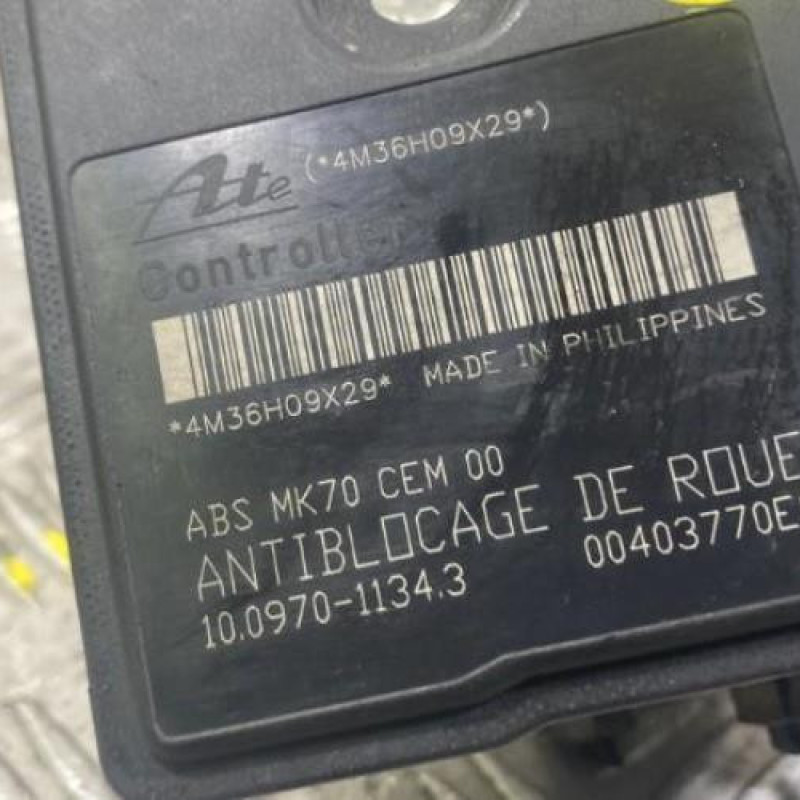 Ate (*4M36H09X29*)
Controller
*4M36H09X29* MADE IN PHILIPPINES
ABS MK70 CEM 00
ANTIBLOCAGE DE ROUE
10.0970-1134.3 00403770E